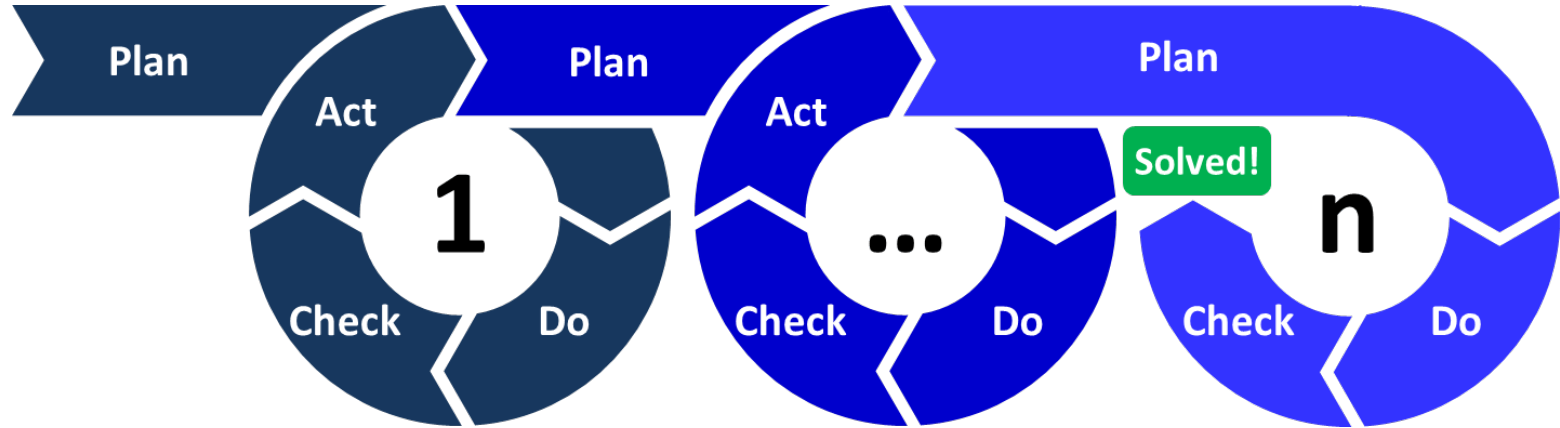 Plan
Act
1
Check
Do
Plan
Act
...
Check
Do
Plan
Solved!
n
Check
Do